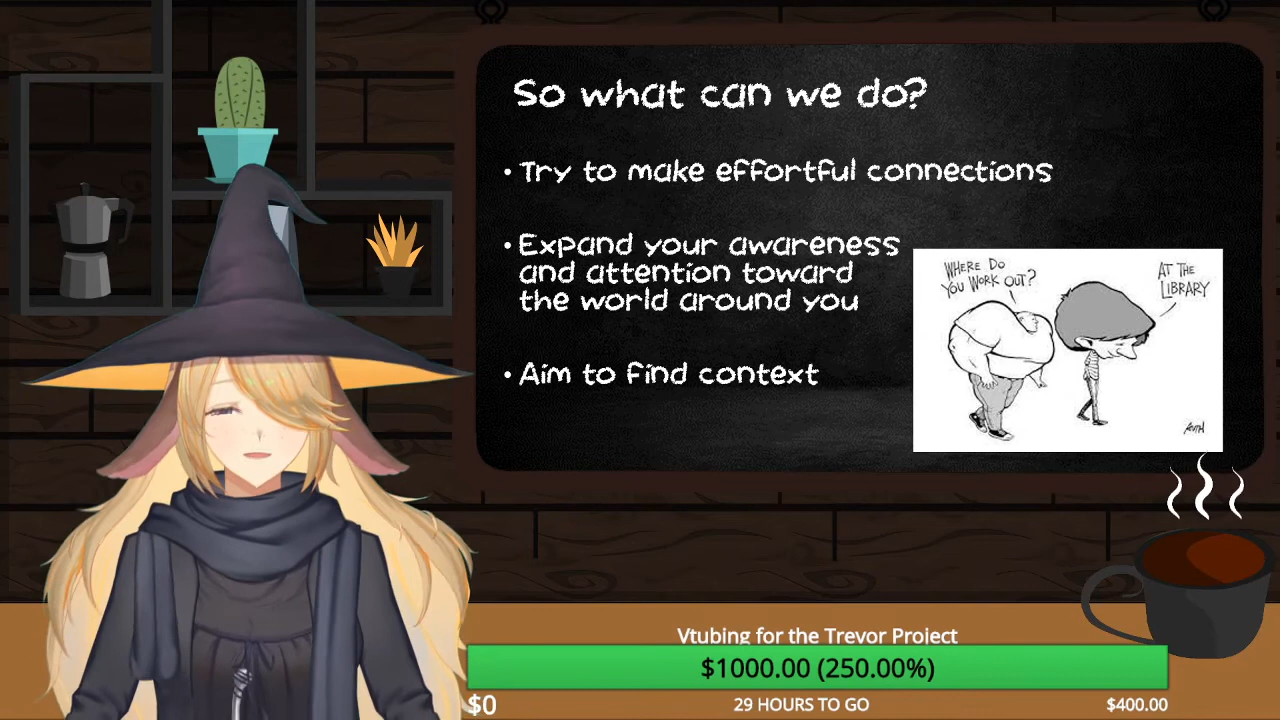 So what can we do?
• Try to make effortful connections
• Expand your awareness
and attention toward
the world around you
• Aim to find context
WHERE DO
YOU WORK OUT?
AT THE
LIBRARY
Vtubing for the Trevor Project
$1000.00 (250.00%)
$0
29 HOURS TO GO
$400.00